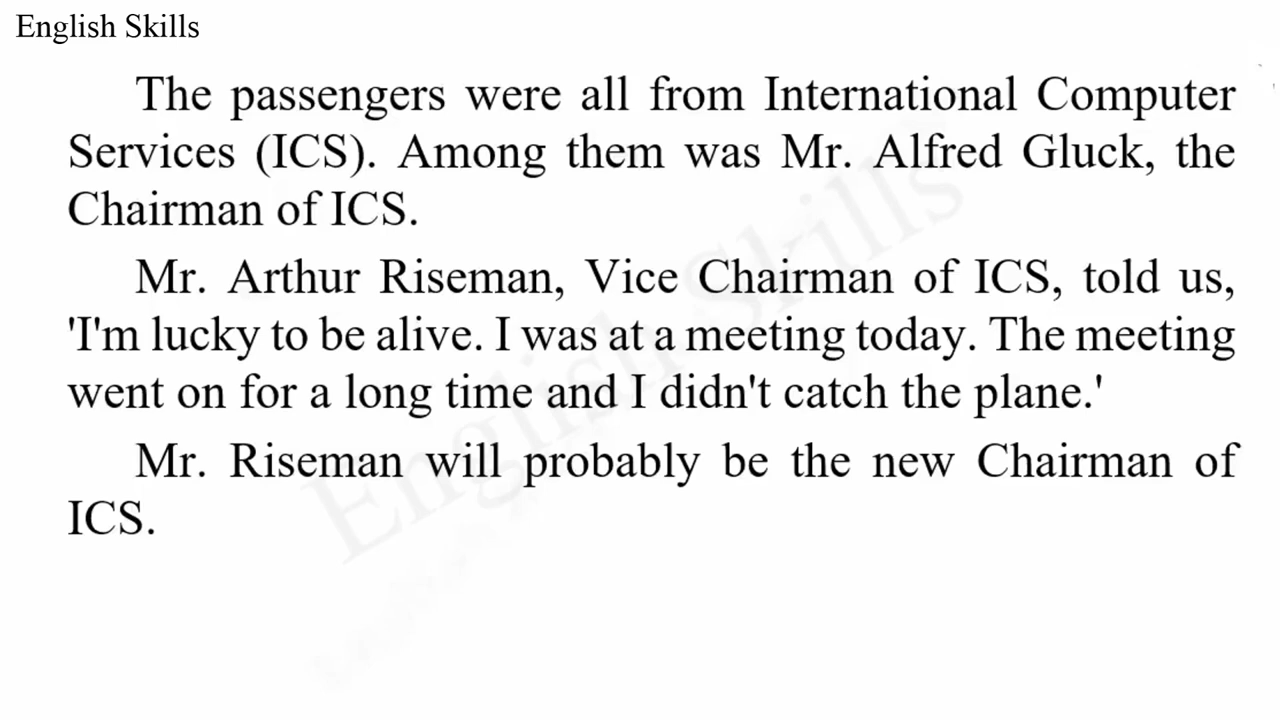 English Skills
The passengers were all from International Computer
Services (ICS). Among them was Mr. Alfred Gluck, the
Chairman of ICS.
Mr. Arthur Riseman, Vice Chairman of ICS, told us,
'I'm lucky to be alive. I was at a meeting today. The meeting
went on for a long time and I didn't catch the plane.'
Mr. Riseman will probably be the new Chairman of
ICS.
English Skills